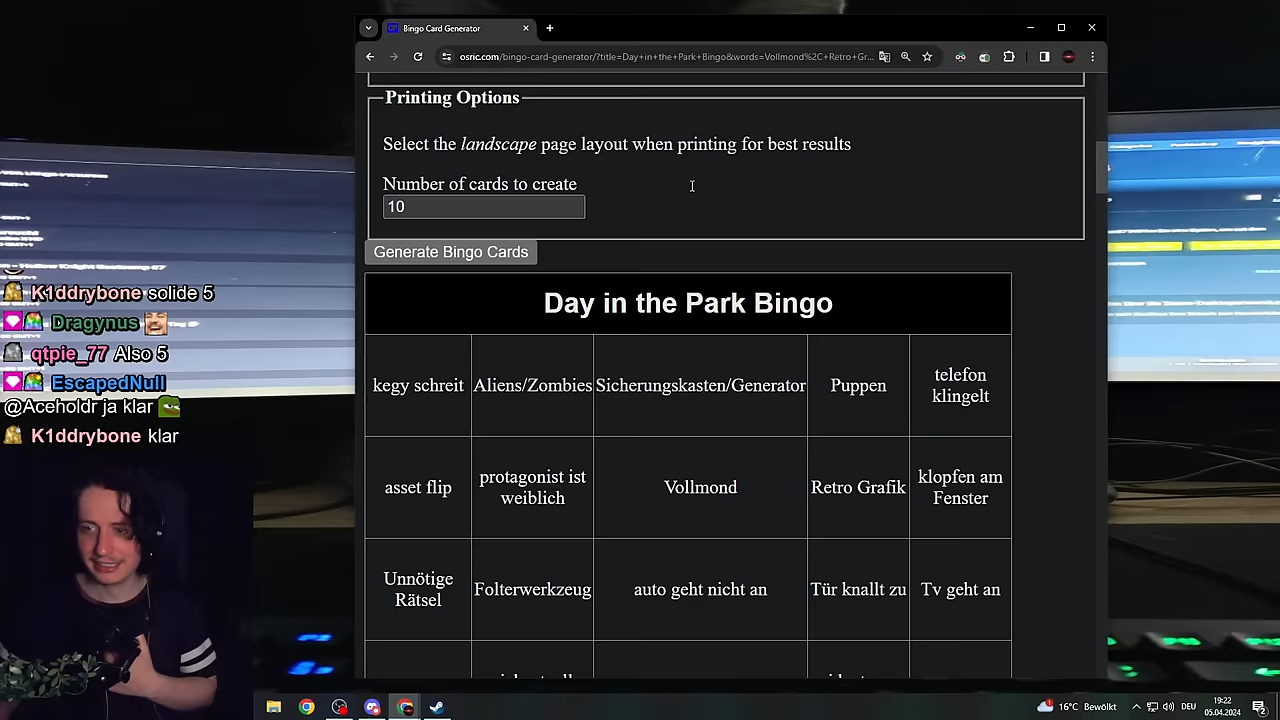 Bingo Card Generator
osric.com/bingo-card-generator/?title=Day+in+the+Park+Bingo&words=Vollmond%2C+Retro+Gr...
Printing Options
Select the landscape page layout when printing for best results
Number of cards to create
10
Generate Bingo Cards
Day in the Park Bingo
kegy schreit
Aliens/Zombies
Sicherungskasten/Generator
Puppen
telefon
klingelt
asset flip
protagonist ist
weiblich
Vollmond
Retro Grafik
klopfen am
Fenster
Unnötige
Rätsel
Folterwerkzeug
auto geht nicht an
Tür knallt zu
Tv geht an
K1ddrybone solide 5
Dragynus
qtpie_77 Also 5
EscapedNull
@Aceholdr ja klar
K1ddrybone klar
16°C Bewölkt
DEU
19:22
05.04.2024